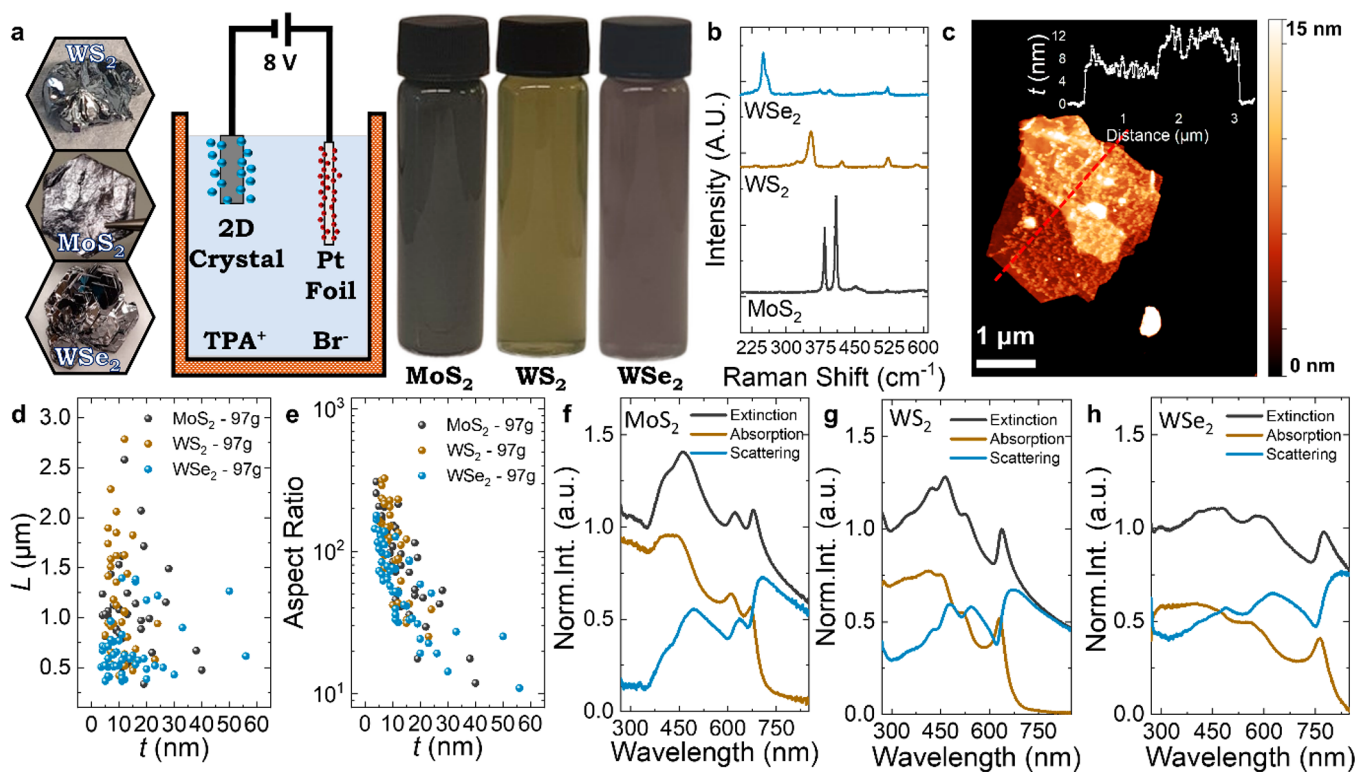 a
WS2
MoS2
WSe2
8 V
2D
Crystal
Pt
Foil
TPA+
Br-
MoS2
WS2
WSe2
b
Intensity (A.U.)
WSe2
WS2
MoS2
225 300 375 450 525 600
Raman Shift (cm-1)
c
t (nm)
12
8
4
0
1 2 3
Distance (μm)
1 μm
15 nm
0 nm
d
L (μm)
3.0
2.5
2.0
1.5
1.0
0.5
MoS2 - 97g
WS2 - 97g
WSe2 - 97g
0 10 20 30 40 50 60
t (nm)
e
Aspect Ratio
10^3
10^2
10^1
MoS2 - 97g
WS2 - 97g
WSe2 - 97g
0 10 20 30 40 50 60
t (nm)
f
MoS2
Extinction
Absorption
Scattering
Norm.Int. (a.u.)
1.5
1.0
0.5
0.0
450 600 750
Wavelength (nm)
g
WS2
Extinction
Absorption
Scattering
Norm.Int. (a.u.)
1.5
1.0
0.5
0.0
450 600 750
Wavelength (nm)
h
WSe2
Extinction
Absorption
Scattering
Norm.Int. (a.u.)
1.5
1.0
0.5
0.0
450 600 750
Wavelength (nm)